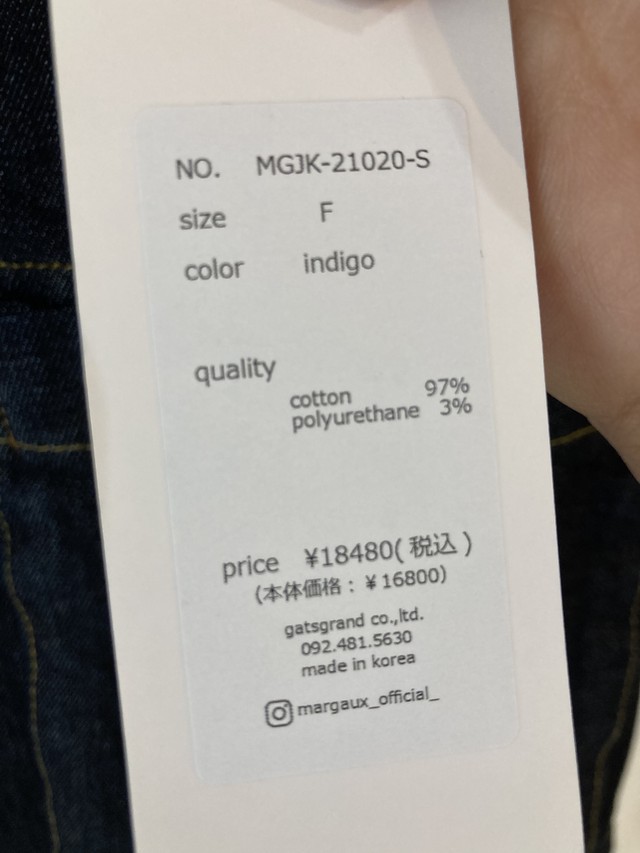 NO. MGJK-21020-S
size F
color indigo
quality
cotton 97%
polyurethane 3%
price ¥18480(税込)
(本体価格：¥16800)
gatsgrand co.,ltd.
092.481.5630
made in korea
margaux_official_